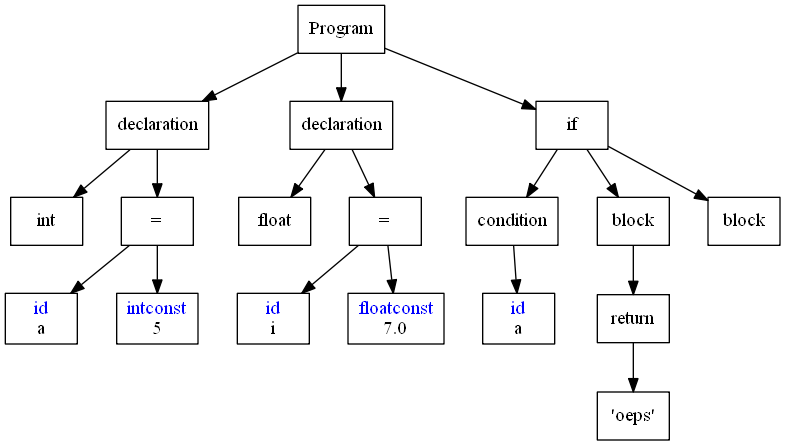 Program
declaration
declaration
if
int
=
float
=
condition
block
block
id
a
intconst
5
id
i
floatconst
7.0
id
a
return
'oeps'